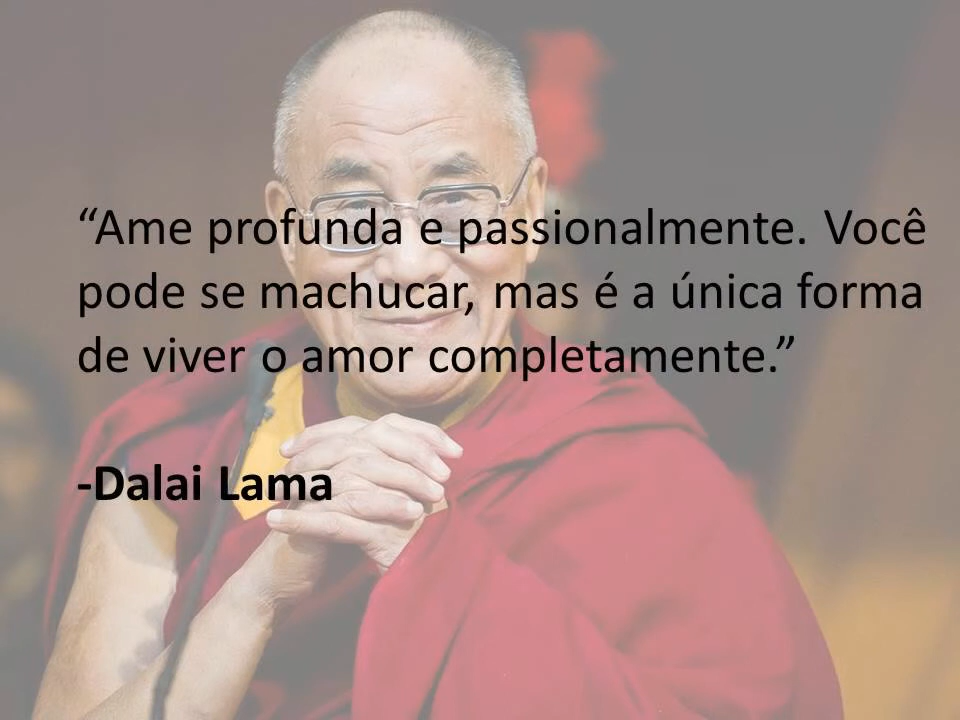 “Ame profunda e passionalmente. Você
pode se machucar, mas é a única forma
de viver o amor completamente.”
-Dalai Lama